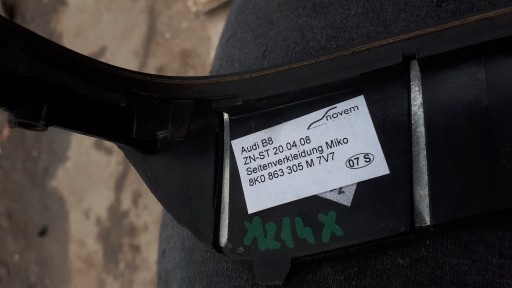 novem
Audi B8
ZN-ST 20.04.08
Seitenverkleidung Miko
8K0 863 305 M 7V7
07 S